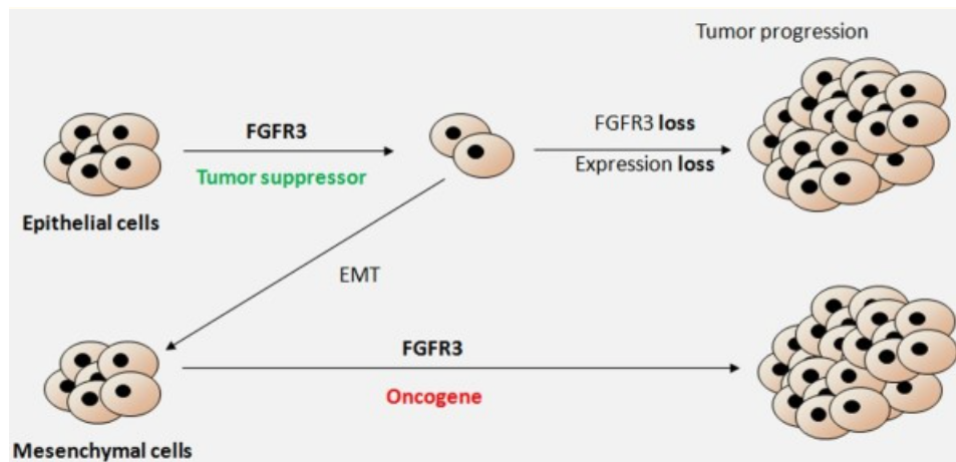 Tumor progression
FGFR3
Tumor suppressor
FGFR3 loss
Expression loss
Epithelial cells
EMT
FGFR3
Oncogene
Mesenchymal cells